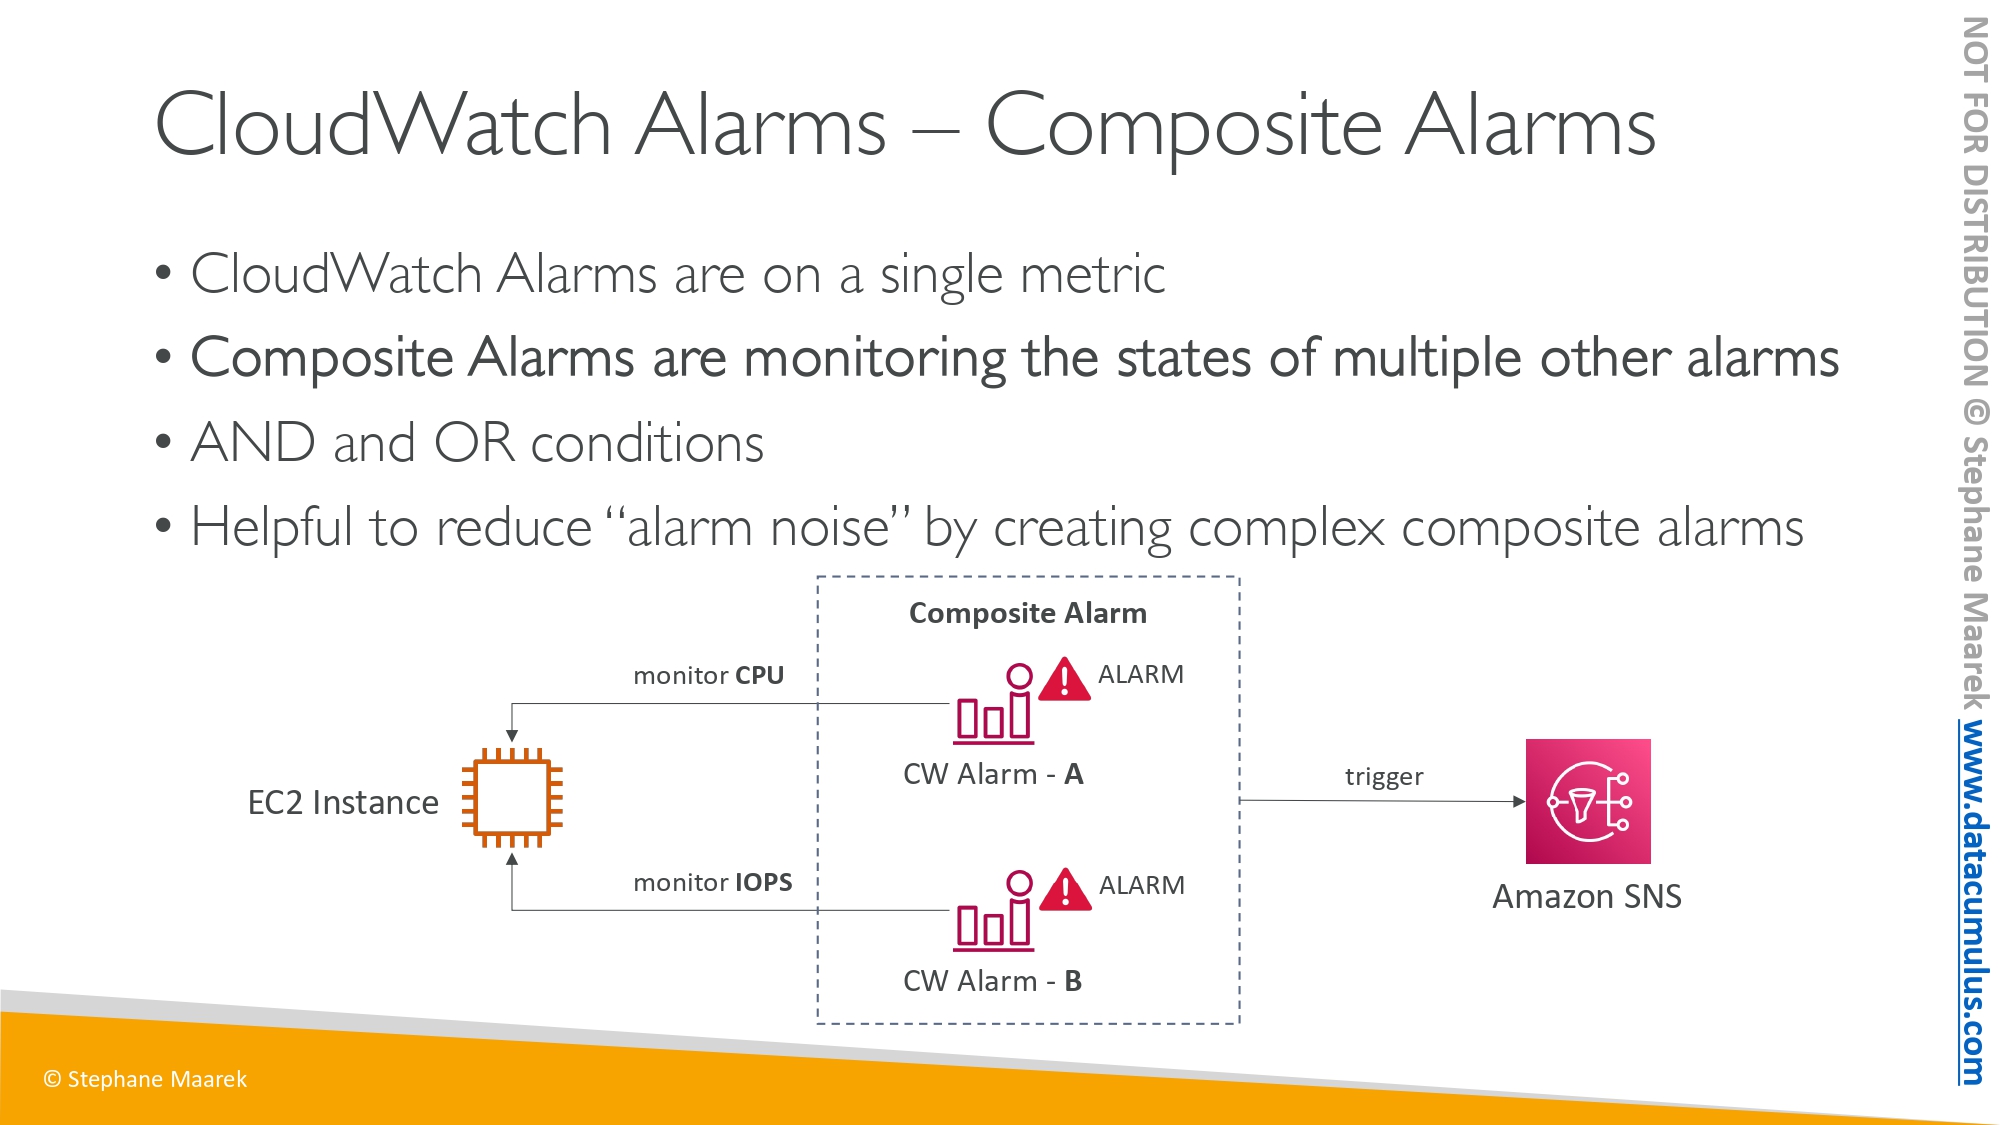 CloudWatch Alarms – Composite Alarms
• CloudWatch Alarms are on a single metric
• Composite Alarms are monitoring the states of multiple other alarms
• AND and OR conditions
• Helpful to reduce “alarm noise” by creating complex composite alarms
Composite Alarm
monitor CPU
ALARM
CW Alarm - A
EC2 Instance
trigger
monitor IOPS
ALARM
Amazon SNS
CW Alarm - B
© Stephane Maarek
NOT FOR DISTRIBUTION © Stephane Maarek www.datacumulus.com